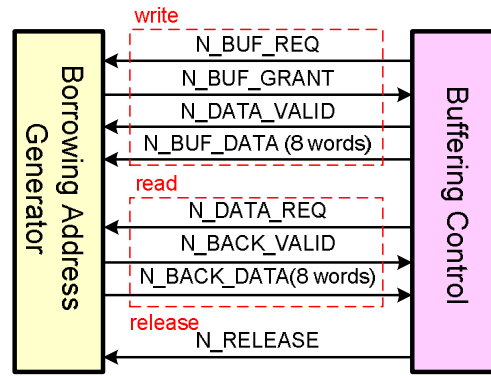 write
N_BUF_REQ
N_BUF_GRANT
N_DATA_VALID
N_BUF_DATA (8 words)
read
N_DATA_REQ
N_BACK_VALID
N_BACK_DATA(8 words)
release
N_RELEASE
Borrowing Address
Generator
Buffering Control